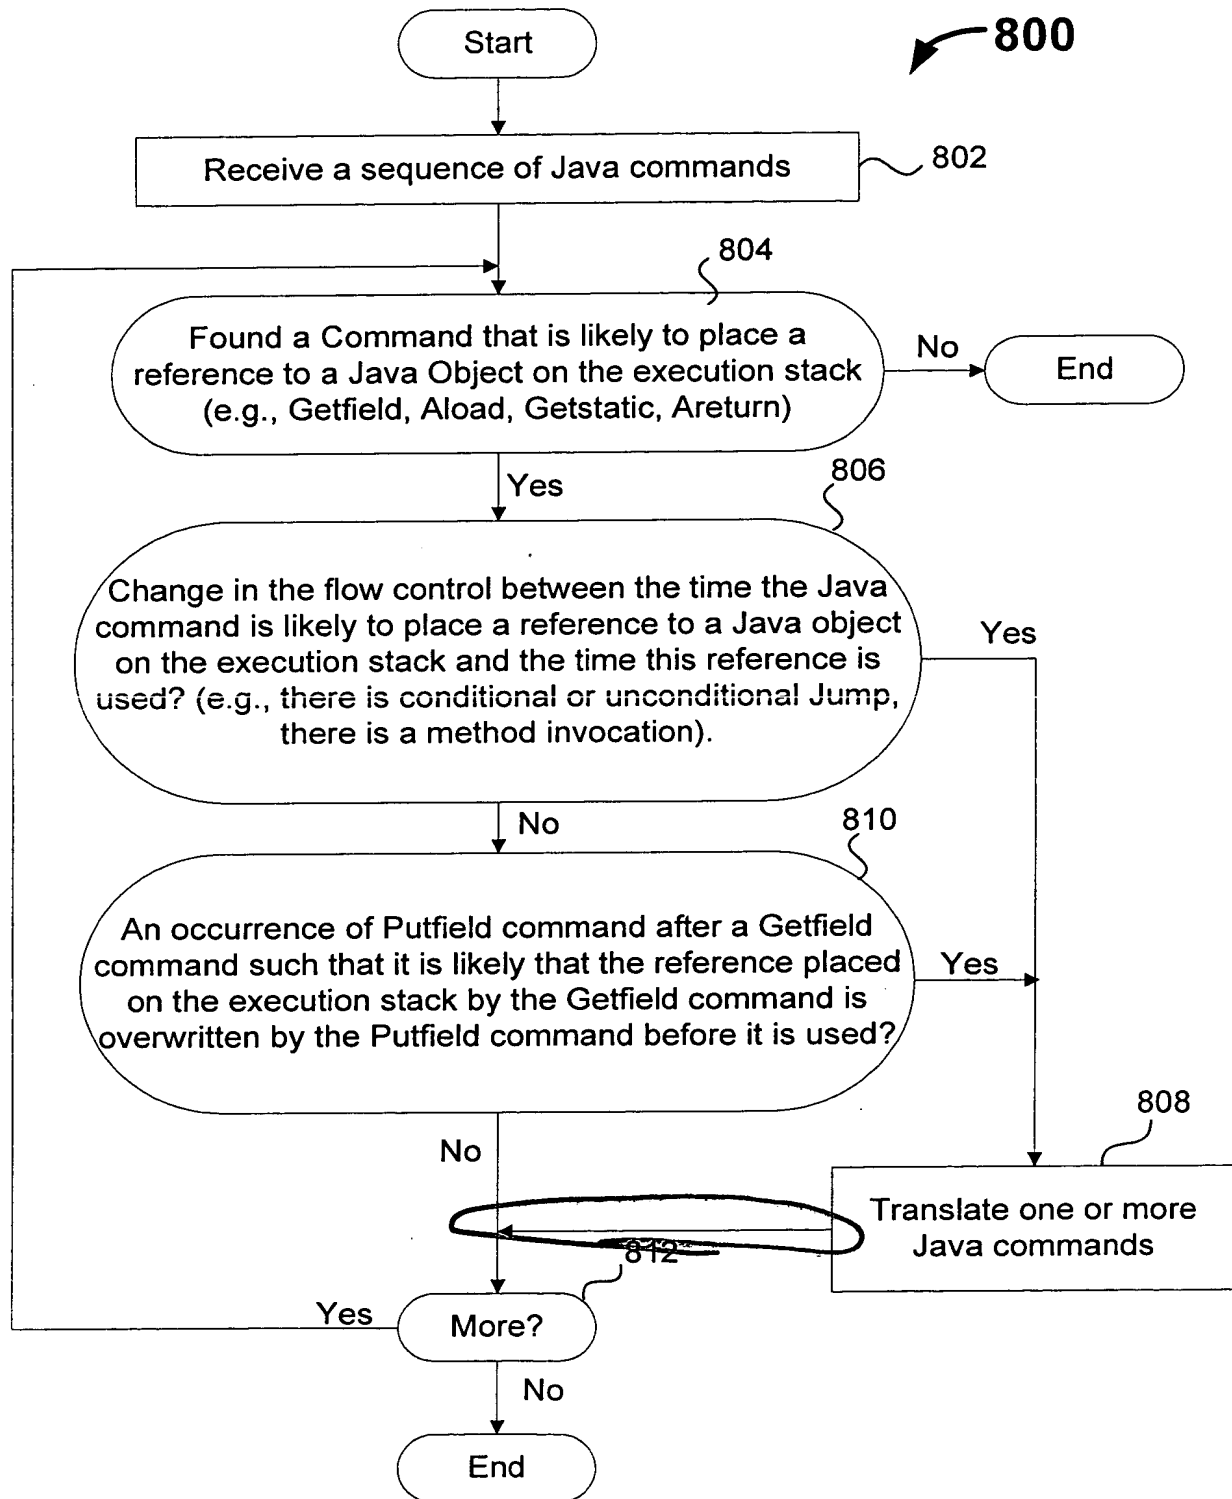 Start
800
Receive a sequence of Java commands
802
804
Found a Command that is likely to place a
reference to a Java Object on the execution stack
(e.g., Getfield, Aload, Getstatic, Areturn)
No
End
Yes
806
Change in the flow control between the time the Java
command is likely to place a reference to a Java object
on the execution stack and the time this reference is
used? (e.g., there is conditional or unconditional Jump,
there is a method invocation).
Yes
No
810
An occurrence of Putfield command after a Getfield
command such that it is likely that the reference placed
on the execution stack by the Getfield command is
overwritten by the Putfield command before it is used?
Yes
No
808
Translate one or more
Java commands
812
Yes
More?
No
End